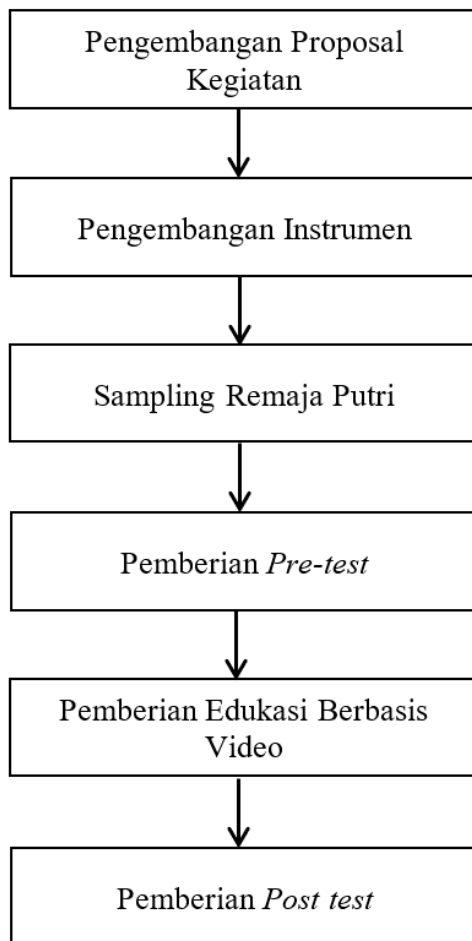 Pengembangan Proposal
Kegiatan
Pengembangan Instrumen
Sampling Remaja Putri
Pemberian Pre-test
Pemberian Edukasi Berbasis
Video
Pemberian Post test